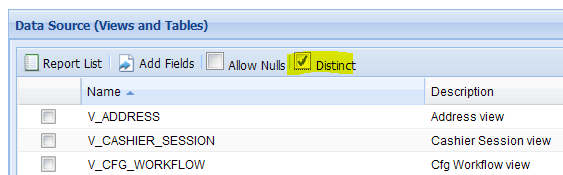 Data Source (Views and Tables)
Report List Add Fields Allow Nulls Distinct
Name Description
V_ADDRESS Address view
V_CASHIER_SESSION Cashier Session view
V_CFG_WORKFLOW Cfg Workflow view